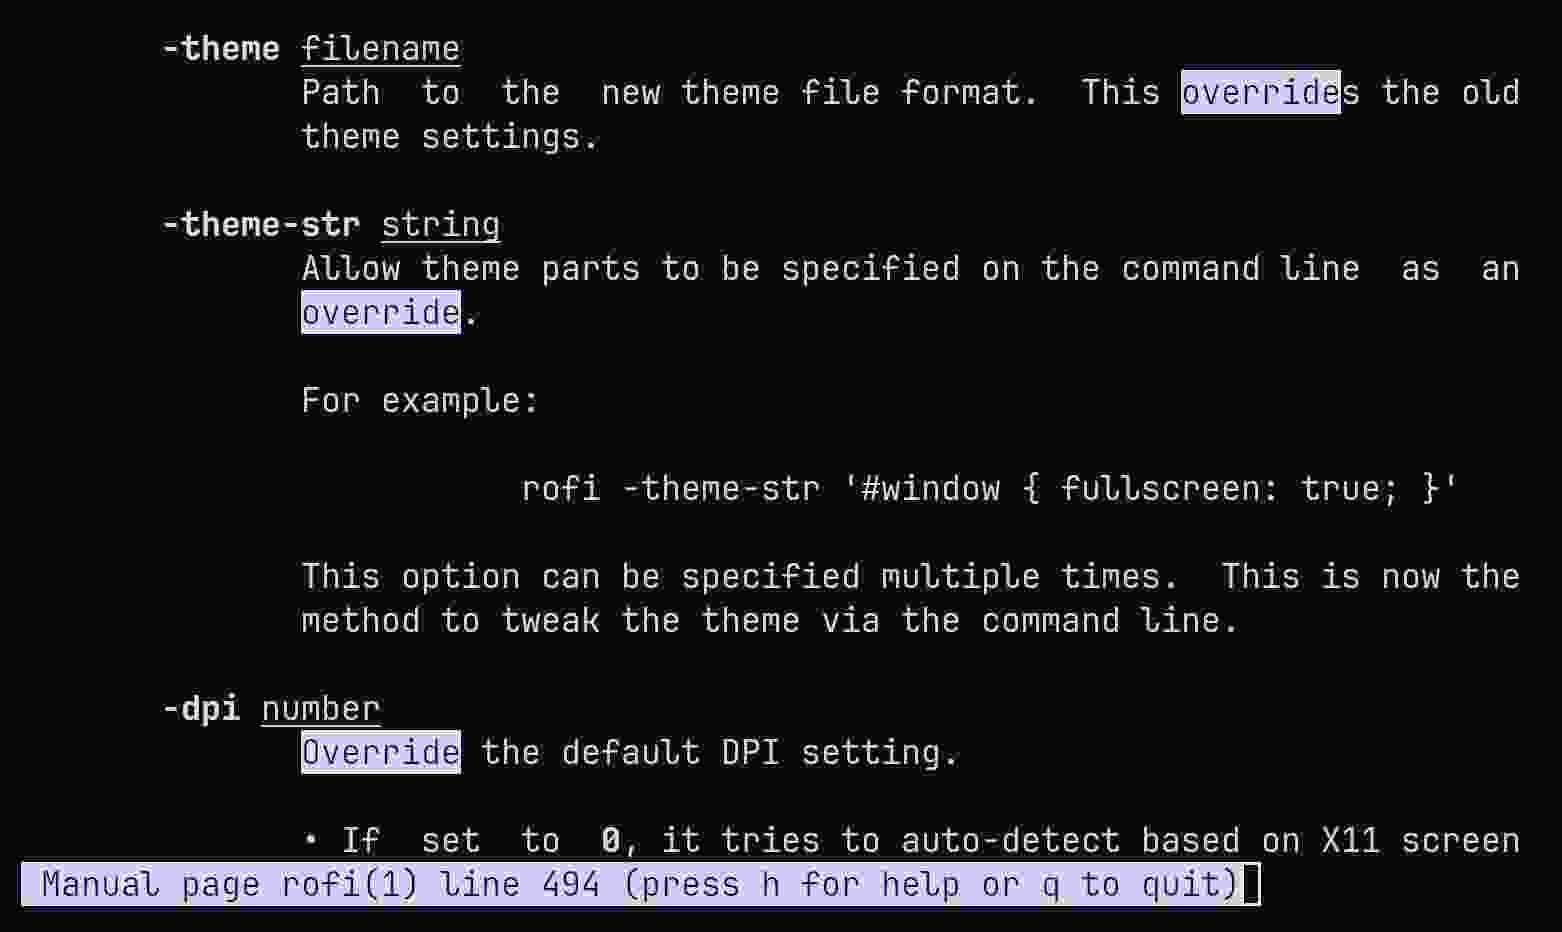 -theme filename
Path to the new theme file format. This overrides the old
theme settings.
-theme-str string
Allow theme parts to be specified on the command line as an
override.
For example:
rofi -theme-str '#window { fullscreen: true; }'
This option can be specified multiple times. This is now the
method to tweak the theme via the command line.
-dpi number
Override the default DPI setting.
• If set to 0, it tries to auto-detect based on X11 screen
Manual page rofi(1) line 494 (press h for help or q to quit)